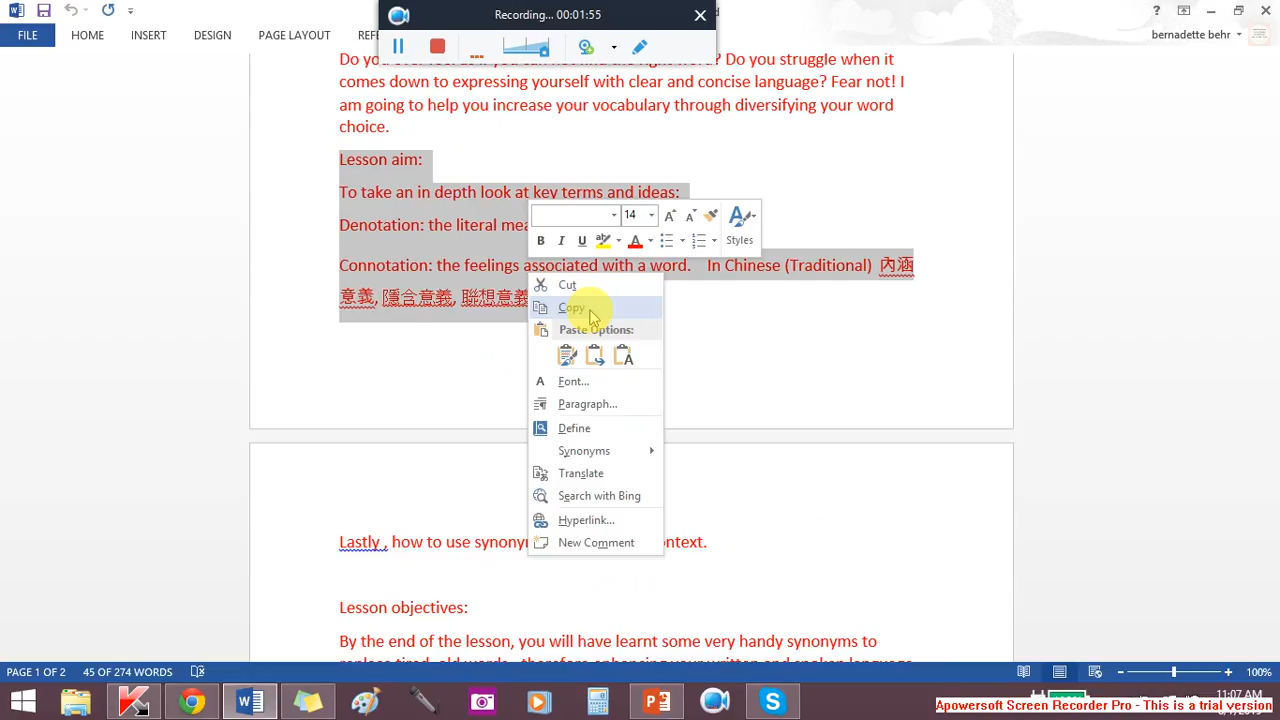 Recording... 00:01:55
FILE HOME INSERT DESIGN PAGE LAYOUT
bernadette behr
comes down to expressing yourself with clear and concise language? Fear not! I
am going to help you increase your vocabulary through diversifying your word
choice.
Lesson aim:
To take an in depth look at key terms and ideas:
Denotation: the literal
14
Styles
Connotation: the feelings associated with a word. In Chinese (Traditional) 內涵
意義, 隱含意義, 聯想意義
Cut
Copy
Paste Options:
Font...
Paragraph...
Define
Synonyms
Translate
Search with Bing
Hyperlink...
New Comment
Lastly , how to use
Lesson objectives:
By the end of the lesson, you will have learnt some very handy synonyms to
PAGE 1 OF 2 45 OF 274 WORDS 100%
11:07 AM
Apowersoft Screen Recorder Pro - This is a trial version